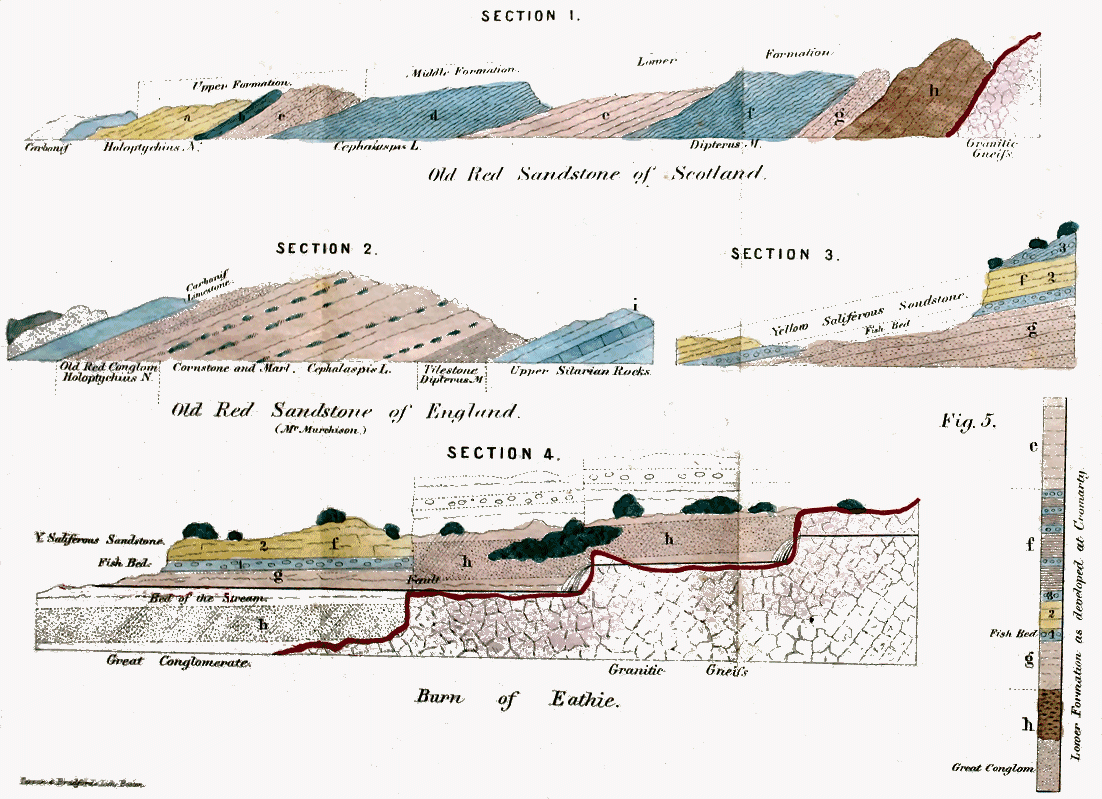 SECTION 1.
Upper Formation.
Middle Formation.
Lower Formation
a b c d e f g h
Carbonif
Holoptychius. N.
Cephalaspis L.
Dipterus M.
Granitic
Gneiſs.
Old Red Sandstone of Scotland.
SECTION 2.
Carbonif
Limestone.
i
Old Red Conglom
Holoptychius N.
Cornstone and Marl. Cephalaspis L.
Tilestone
Dipterus M
Upper Silurian Rocks
Old Red Sandstone of England.
(Mr. Murchison.)
SECTION 3.
3
f 2
Yellow Saliferous Sandstone.
Fish Bed
g
SECTION 4.
Y. Saliferous Sandstone.
2 f
Fish Bed.
1
g
h
h
Fault
Bed of the Stream.
h
Great Conglomerate.
Granitic Gneiſs
Burn of Eathie.
Fig. 5.
e
f
3
2
Fish Bed
1
g
h
Great Conglom
Lower Formation as developed at Cromarty